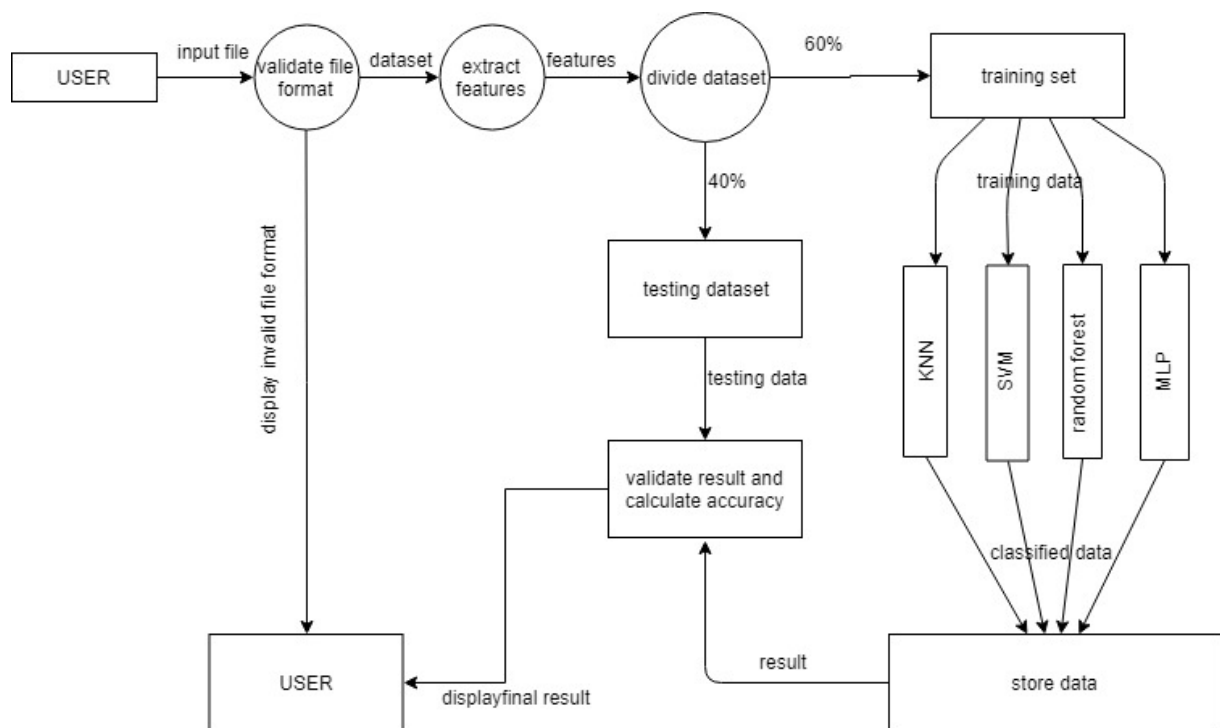 input file
dataset
features
60%
USER
validate file
format
extract
features
divide dataset
training set
40%
training data
display invalid file format
testing dataset
KNN
SVM
randomforest
MLP
testing data
validate result and
calculate accuracy
classified data
result
USER
displayfinal result
store data